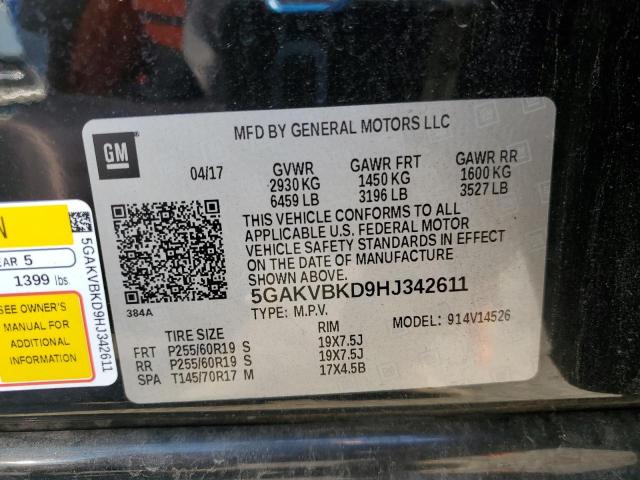 MFD BY GENERAL MOTORS LLC
GM
04/17 GVWR GAWR FRT GAWR RR
2930 KG 1450 KG 1600 KG
6459 LB 3196 LB 3527 LB
THIS VEHICLE CONFORMS TO ALL
APPLICABLE U.S. FEDERAL MOTOR
VEHICLE SAFETY STANDARDS IN EFFECT
ON THE DATE OF MANUFACTURE
SHOWN ABOVE.
384A
5GAKVBKD9HJ342611
TYPE: M.P.V. MODEL: 914V14526
TIRE SIZE RIM
FRT P255/60R19 S 19X7.5J
RR P255/60R19 S 19X7.5J
SPA T145/70R17 M 17X4.5B
5
1399 lbs.
SEE OWNER'S
MANUAL FOR
ADDITIONAL
INFORMATION
5GAKVBKD9HJ342611